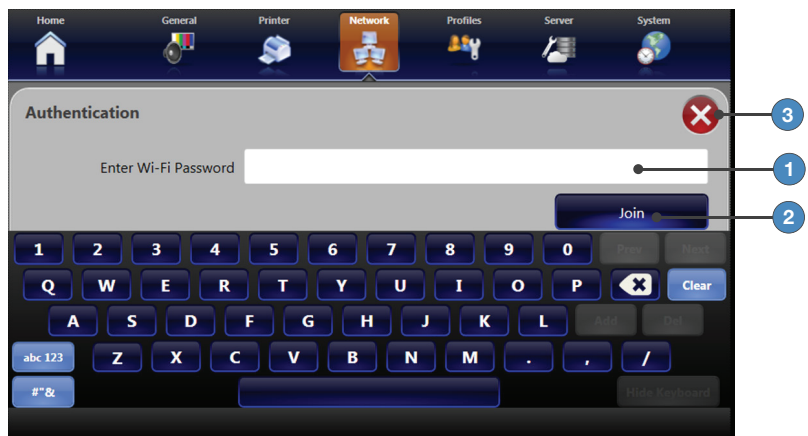 Home General Printer Network Profiles Server System
Authentication
3
Enter Wi-Fi Password
1
Join
2
1 2 3 4 5 6 7 8 9 0 Prev Next
Q W E R T Y U I O P Clear
A S D F G H J K L Add Del
abc 123 Z X C V B N M . , /
#"& Hide Keyboard